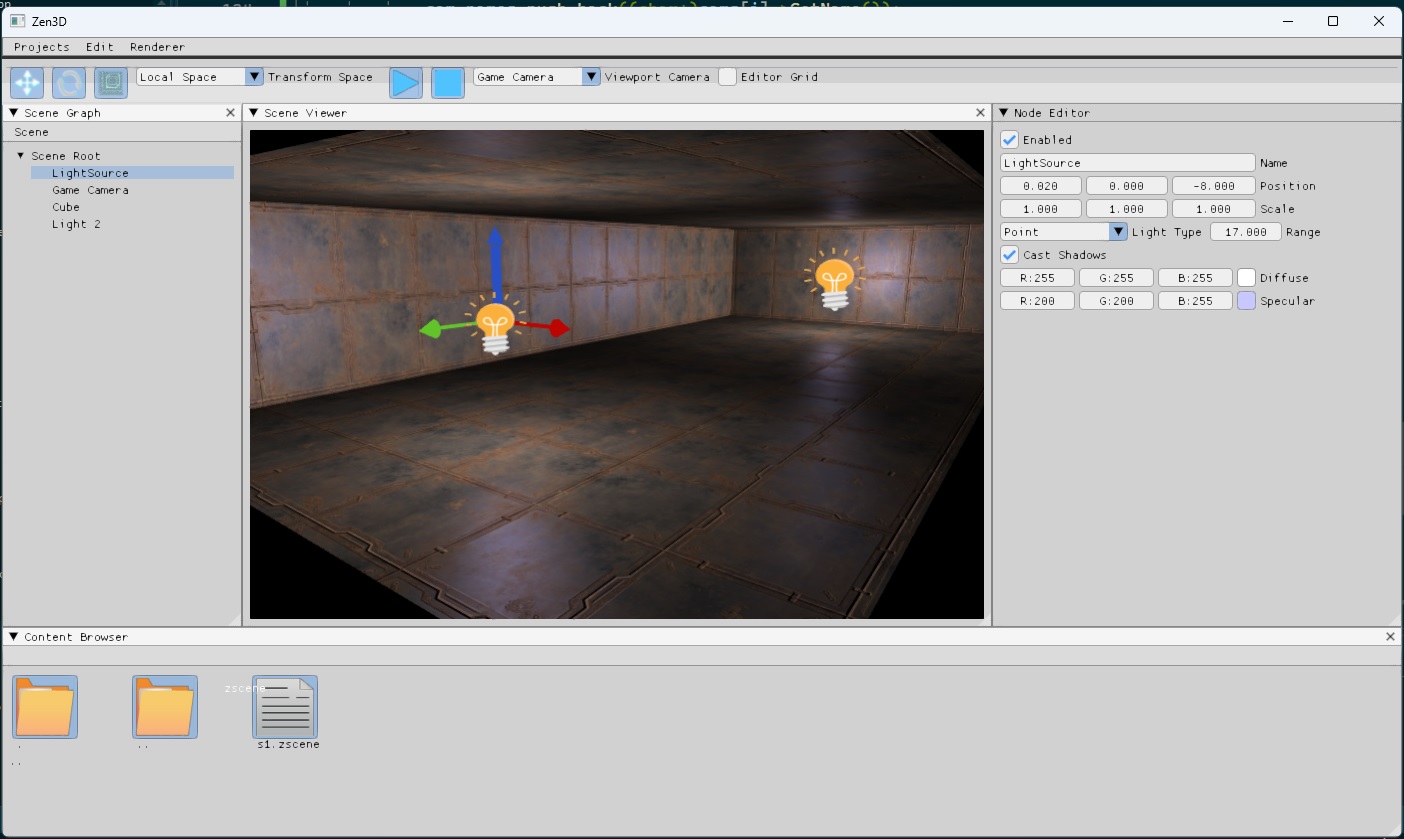 Zen3D
Projects Edit Renderer
Local Space Transform Space Game Camera Viewport Camera Editor Grid
Scene Graph
Scene
Scene Root
LightSource
Game Camera
Cube
Light 2
Scene Viewer
Node Editor
Enabled
LightSource Name
0.020 0.000 -8.000 Position
1.000 1.000 1.000 Scale
Point Light Type 17.000 Range
Cast Shadows
R:255 G:255 B:255 Diffuse
R:200 G:200 B:255 Specular
Content Browser
zscene
. .. s1.zscene
..